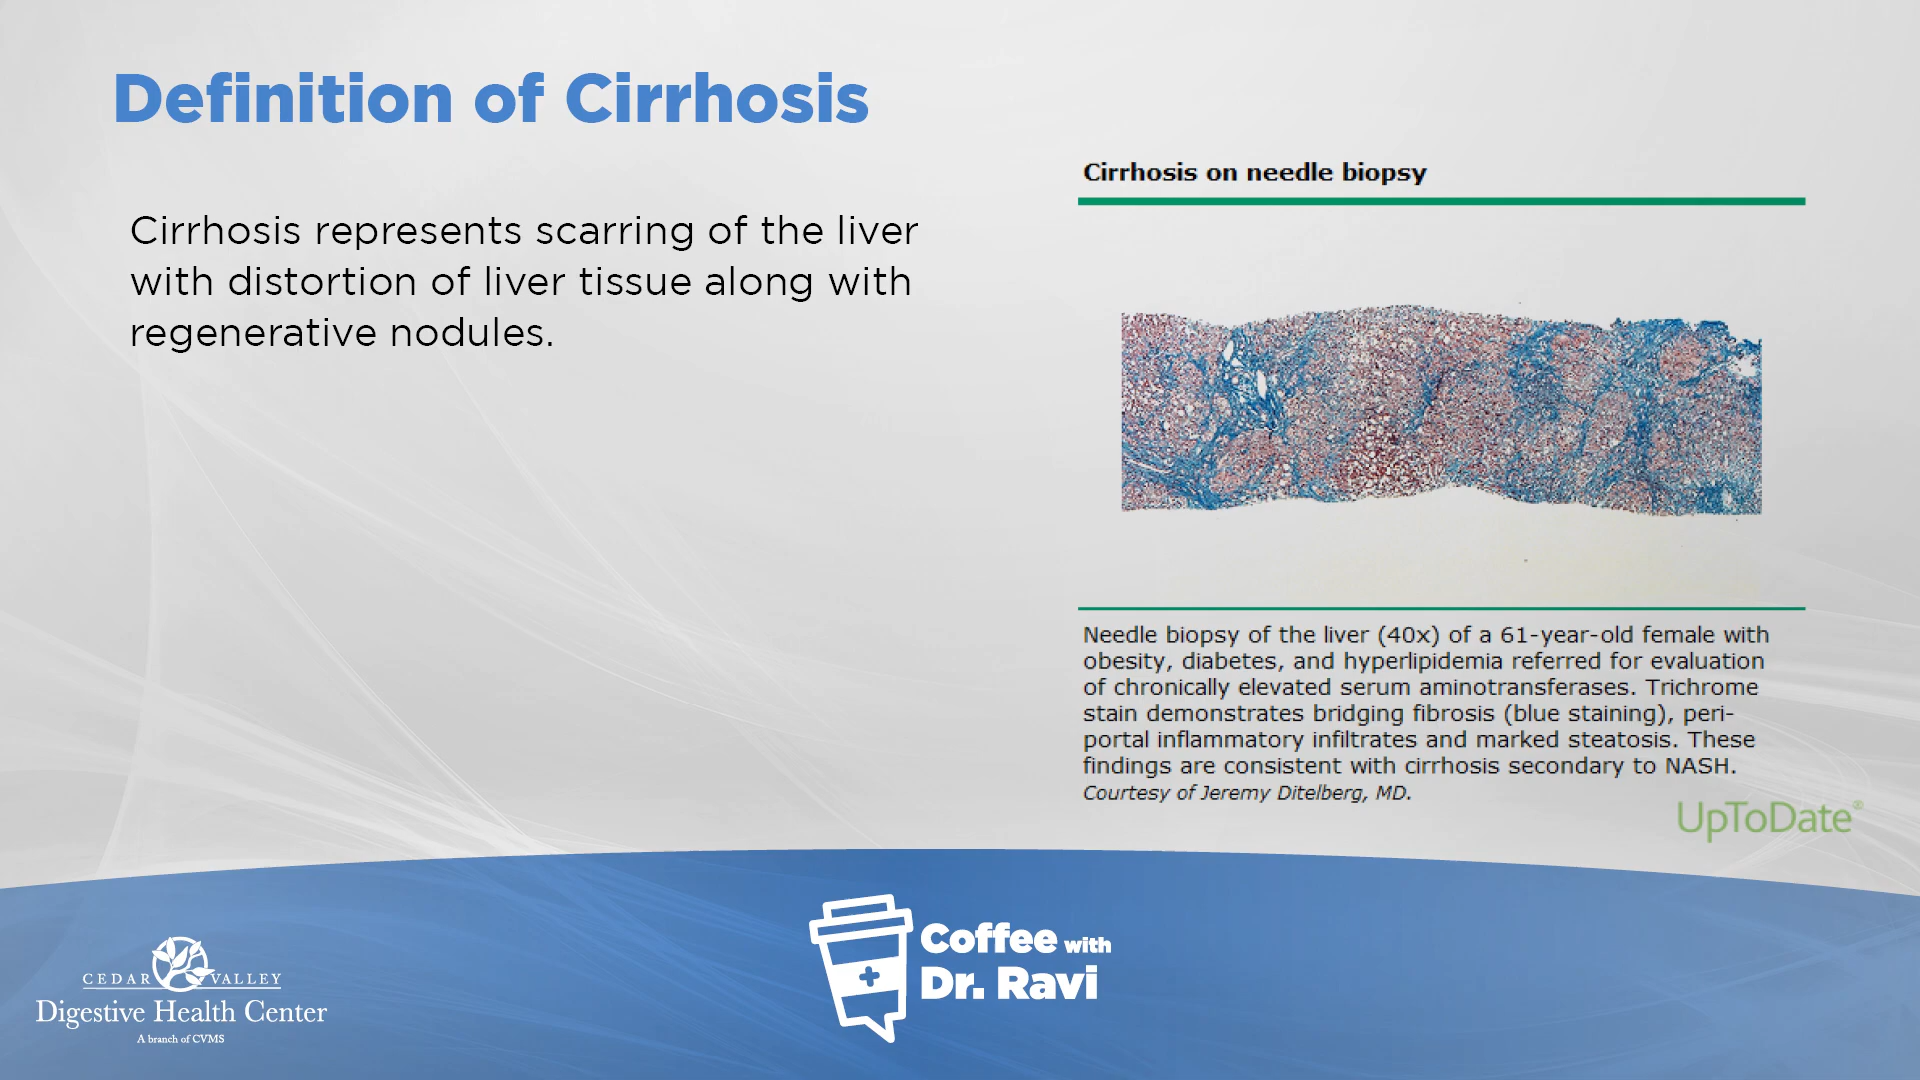 Definition of Cirrhosis
Cirrhosis represents scarring of the liver
with distortion of liver tissue along with
regenerative nodules.
Cirrhosis on needle biopsy
Needle biopsy of the liver (40x) of a 61-year-old female with
obesity, diabetes, and hyperlipidemia referred for evaluation
of chronically elevated serum aminotransferases. Trichrome
stain demonstrates bridging fibrosis (blue staining), peri-
portal inflammatory infiltrates and marked steatosis. These
findings are consistent with cirrhosis secondary to NASH.
Courtesy of Jeremy Ditelberg, MD.
UpToDate®
CEDAR VALLEY
Digestive Health Center
A branch of CVMS
Coffee with
Dr. Ravi